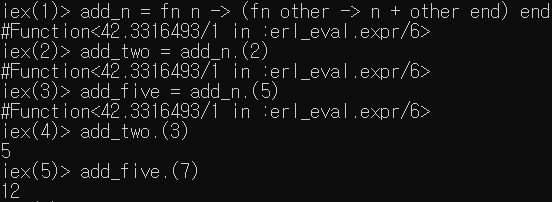 iex(1)> add_n = fn n -> (fn other -> n + other end) end
#Function<42.3316493/1 in :erl_eval.expr/6>
iex(2)> add_two = add_n.(2)
#Function<42.3316493/1 in :erl_eval.expr/6>
iex(3)> add_five = add_n.(5)
#Function<42.3316493/1 in :erl_eval.expr/6>
iex(4)> add_two.(3)
5
iex(5)> add_five.(7)
12